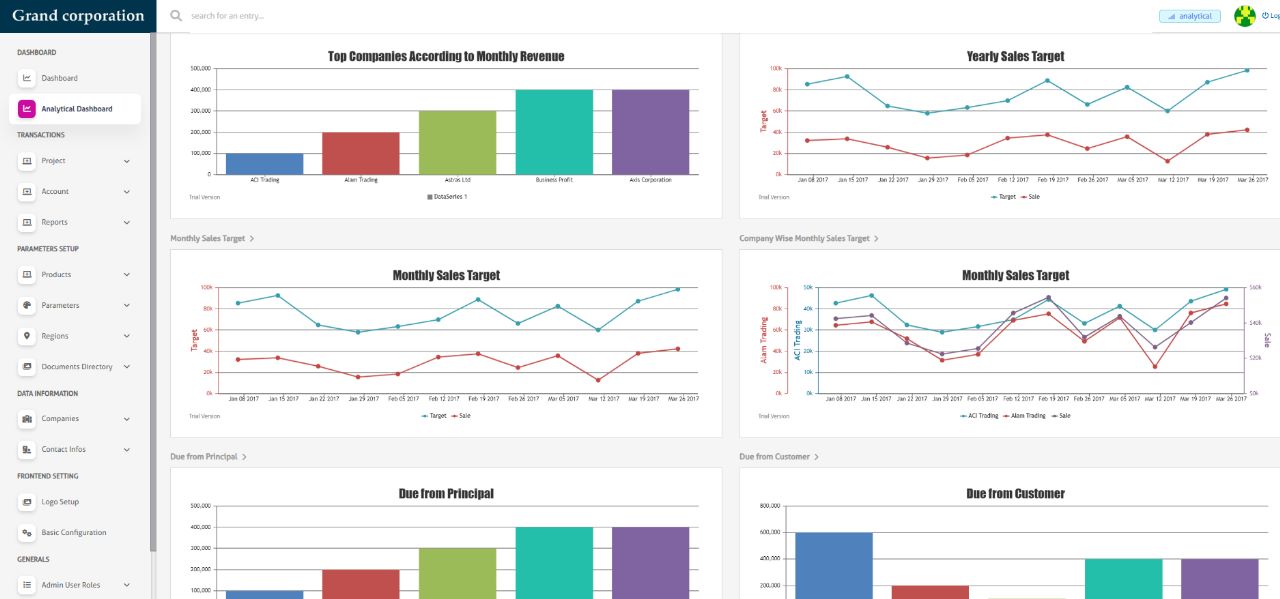 Grand corporation
search for an entry...
analytical
Log
DASHBOARD
Dashboard
Analytical Dashboard
TRANSACTIONS
Project
Account
Reports
PARAMETERS SETUP
Products
Parameters
Regions
Documents Directory
DATA INFORMATION
Companies
Contact Infos
FRONTEND SETTING
Logo Setup
Basic Configuration
GENERALS
Admin User Roles
Top Companies According to Monthly Revenue
500,000
400,000
300,000
200,000
100,000
0
ACI Trading Alam Trading Astras Ltd Business Profit Axis Corporation
Trial Version
DataSeries 1
Yearly Sales Target
Target
100k
80k
60k
40k
20k
0k
Jan 08 2017 Jan 15 2017 Jan 22 2017 Jan 29 2017 Feb 05 2017 Feb 12 2017 Feb 19 2017 Feb 26 2017 Mar 05 2017 Mar 12 2017 Mar 19 2017 Mar 26 2017
Trial Version
Target Sale
Monthly Sales Target >
Monthly Sales Target
Target
100k
80k
60k
40k
20k
0k
Jan 08 2017 Jan 15 2017 Jan 22 2017 Jan 29 2017 Feb 05 2017 Feb 12 2017 Feb 19 2017 Feb 26 2017 Mar 05 2017 Mar 12 2017 Mar 19 2017 Mar 26 2017
Trial Version
Target Sale
Company Wise Monthly Sales Target >
Monthly Sales Target
Alam Trading
100k
80k
60k
40k
20k
0k
ACI Trading
50k
40k
30k
20k
10k
0k
$60k
$40k
$20k
$0k
Sale
Jan 08 2017 Jan 15 2017 Jan 22 2017 Jan 29 2017 Feb 05 2017 Feb 12 2017 Feb 19 2017 Feb 26 2017 Mar 05 2017 Mar 12 2017 Mar 19 2017 Mar 26 2017
Trial Version
ACI Trading Alam Trading Sale
Due from Principal >
Due from Principal
500,000
400,000
300,000
200,000
100,000
Due from Customer >
Due from Customer
800,000
600,000
400,000
200,000